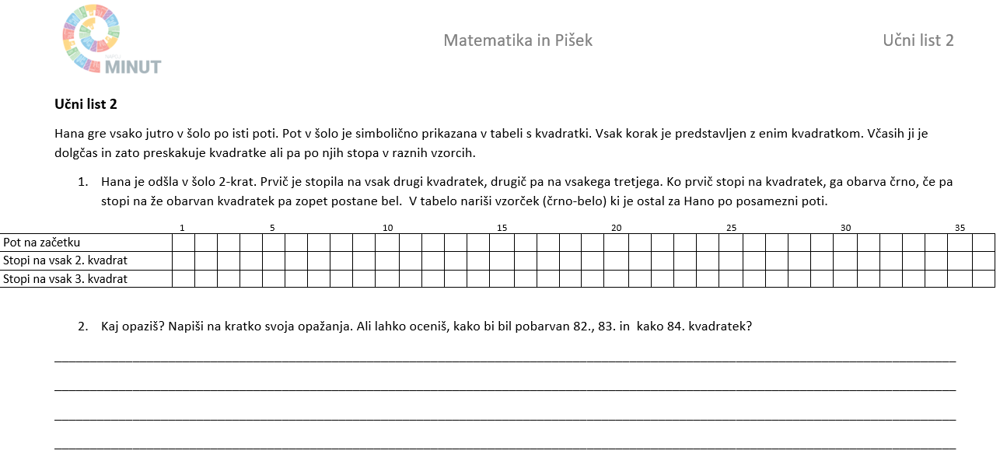 MINUT
Matematika in Pišek
Učni list 2
Učni list 2
Hana gre vsako jutro v šolo po isti poti. Pot v šolo je simbolično prikazana v tabeli s kvadratki. Vsak korak je predstavljen z enim kvadratkom. Včasih ji je
dolgčas in zato preskakuje kvadratke ali pa po njih stopa v raznih vzorcih.
1. Hana je odšla v šolo 2-krat. Prvič je stopila na vsak drugi kvadratek, drugič pa na vsakega tretjega. Ko prvič stopi na kvadratek, ga obarva črno, če pa
stopi na že obarvan kvadratek pa zopet postane bel.  V tabelo nariši vzorček (črno-belo) ki je ostal za Hano po posamezni poti.
1 5 10 15 20 25 30 35
Pot na začetku
Stopi na vsak 2. kvadrat
Stopi na vsak 3. kvadrat
2. Kaj opaziš? Napiši na kratko svoja opažanja. Ali lahko oceniš, kako bi bil pobarvan 82., 83. in  kako 84. kvadratek?